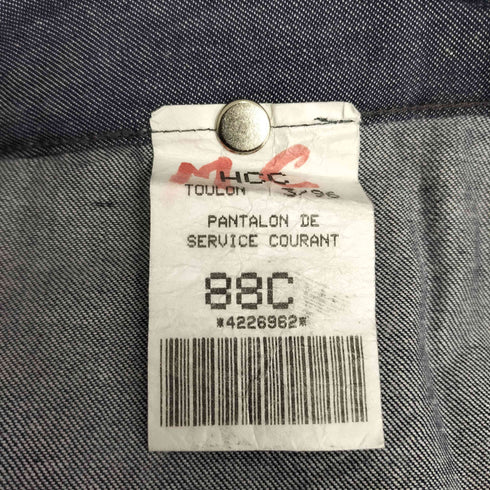 M C
HCC
TOULON 3/96
PANTALON DE
SERVICE COURANT
88C
*4226962*